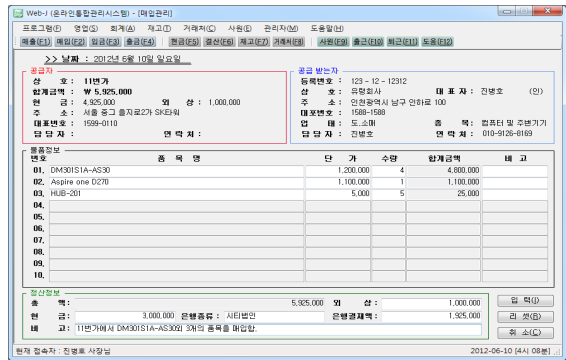 Web-J (온라인통합관리시스템) - [매입관리]
프로그램(F) 영업(S) 회계(A) 재고(T) 거래처(C) 사원(E) 관리자(M) 도움말(H)
매출(F1) 매입(F2) 입금(F3) 출금(F4) 현금(F5) 결산(F6) 재고(F7) 거래처(F8) 사원(F9) 출근(F10) 퇴근(F11) 도움(F12)
>> 날짜 : 2012년 6월 10일 일요일
공급자
상 호 : 11번가
합계금액 : ₩ 5,925,000
현 금 : 4,925,000 외 상 : 1,000,000
주 소 : 서울 중구 을지로2가 SK타워
대표번호 : 1599-0110
담 당 자 : 연 락 처 :
공급 받는자
등록번호 : 123 - 12 - 12312
상 호 : 유령회사 대 표 자 : 진병호 (인)
주 소 : 인천광역시 남구 인하로 100
대표번호 : 1588-1588
업 태 : 도.소매 종 목 : 컴퓨터 및 주변기기
담 당 자 : 진병호 연 락 처 : 010-9126-8169
물품정보
번호 품 목 명 단 가 수량 합계금액 비 고
01. DM301S1A-AS30 1,200,000 4 4,800,000
02. Aspire one D270 1,100,000 1 1,100,000
03. HUB-201 5,000 5 25,000
04.
05.
06.
07.
08.
09.
10.
정산정보
총 액 : 5,925,000 외 상 : 1,000,000 입 력(I)
현 금 : 3,000,000 은행종류 : 시티법인 은행결제액 : 1,925,000 리 셋(B)
비 고 : 11번가에서 DM301S1A-AS30외 3개의 품목을 매입함. 취 소(C)
현재 접속자 : 진병호 사장님 2012-06-10 [4시 08분]